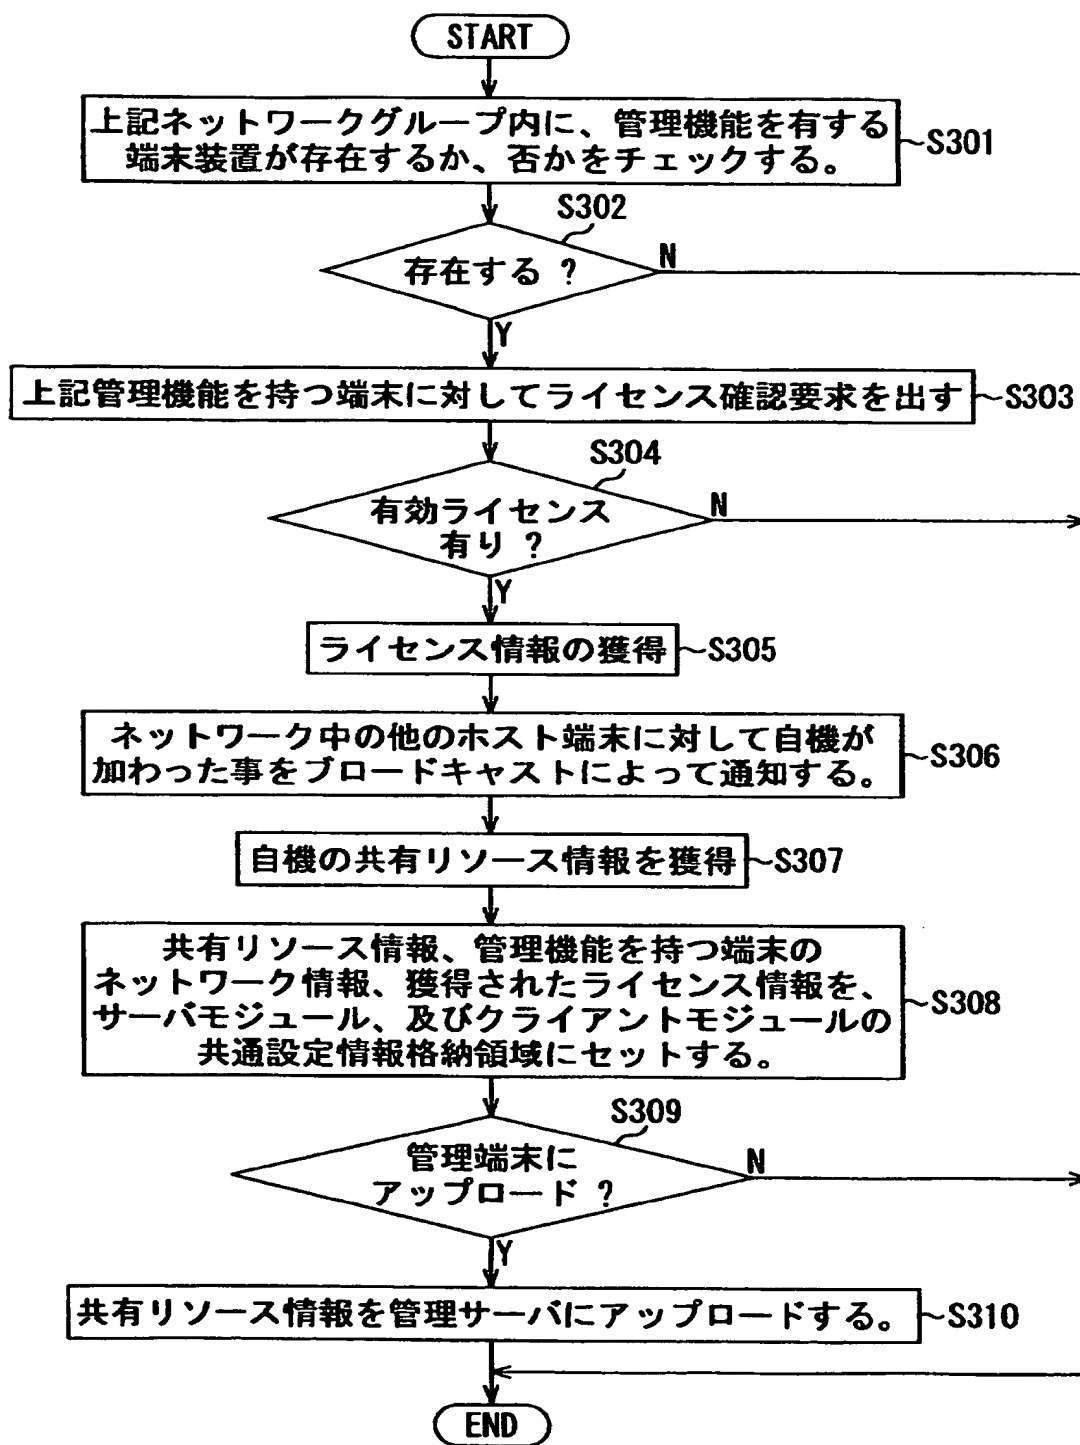 START
上記ネットワークグループ内に、管理機能を有する
端末装置が存在するか、否かをチェックする。
S301
S302
存在する ?
N
Y
上記管理機能を持つ端末に対してライセンス確認要求を出す
S303
S304
有効ライセンス
有り ?
N
Y
ライセンス情報の獲得
S305
ネットワーク中の他のホスト端末に対して自機が
加わった事をブロードキャストによって通知する。
S306
自機の共有リソース情報を獲得
S307
共有リソース情報、管理機能を持つ端末の
ネットワーク情報、獲得されたライセンス情報を、
サーバモジュール、及びクライアントモジュールの
共通設定情報格納領域にセットする。
S308
S309
管理端末に
アップロード ?
N
Y
共有リソース情報を管理サーバにアップロードする。
S310
END